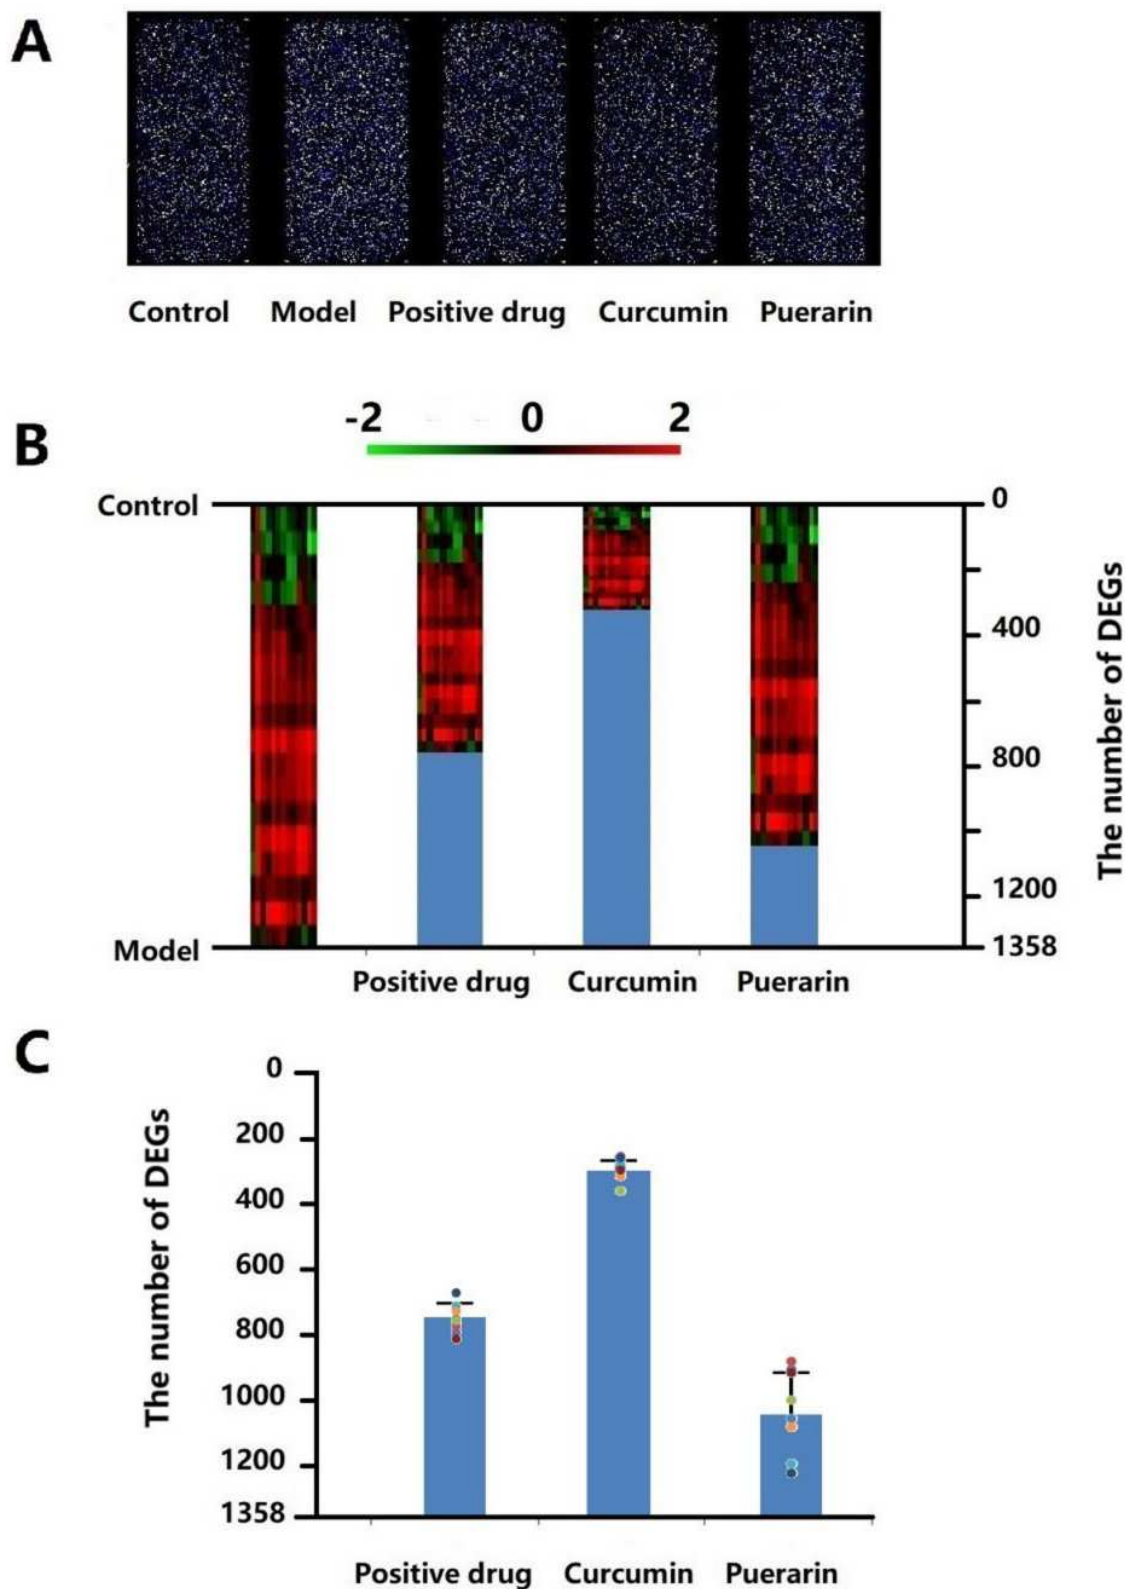 A
Control Model Positive drug Curcumin Puerarin
B
-2 0 2
Control
Model
0
400
800
1200
1358
The number of DEGs
Positive drug Curcumin Puerarin
C
The number of DEGs
0
200
400
600
800
1000
1200
1358
Positive drug Curcumin Puerarin